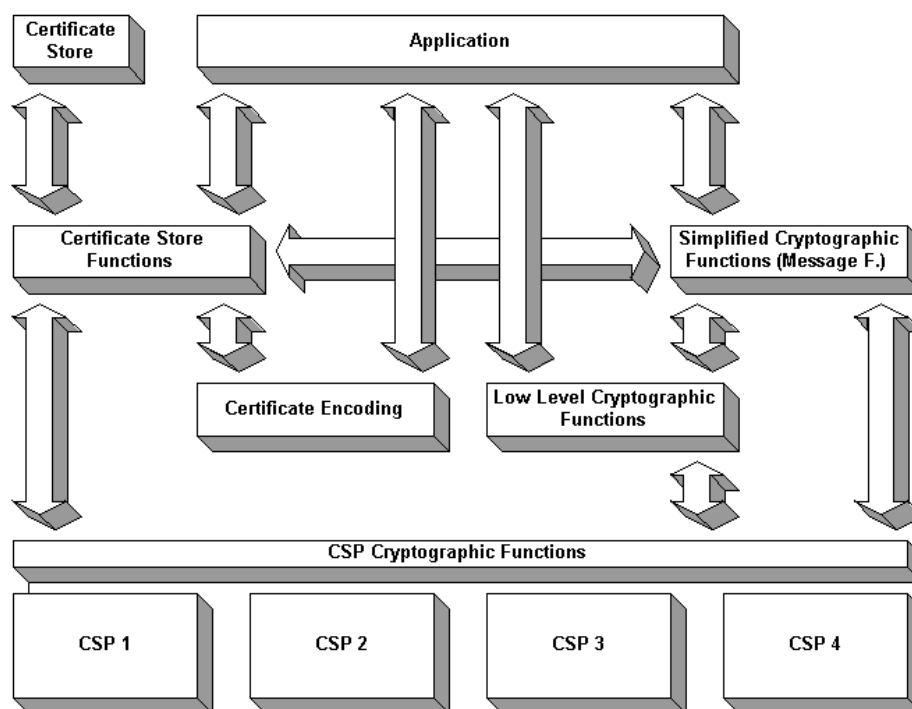 Certificate
Store
Application
Certificate Store
Functions
Simplified Cryptographic
Functions (Message F.)
Certificate Encoding
Low Level Cryptographic
Functions
CSP Cryptographic Functions
CSP 1
CSP 2
CSP 3
CSP 4